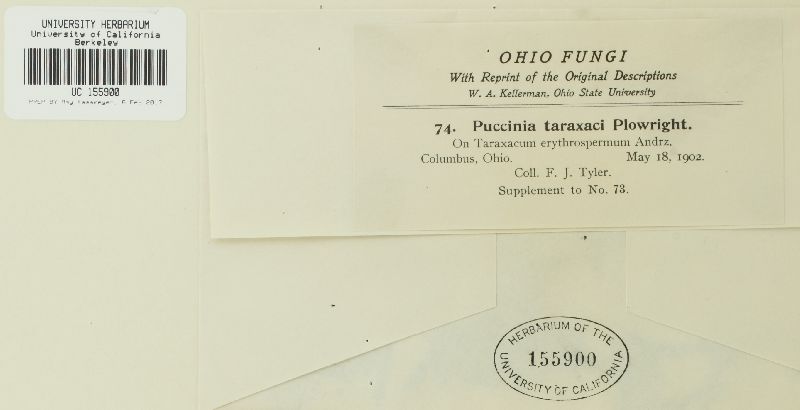 UNIVERSITY HERBARIUM
University of California
Berkeley
UC 155900
OHIO FUNGI
With Reprint of the Original Descriptions
W. A. Kellerman, Ohio State University
74. Puccinia taraxaci Plowright.
On Taraxacum erythrospermum Andrz.
Columbus, Ohio. May 18, 1902.
Coll. F. J. Tyler.
Supplement to No. 73.
HERBARIUM OF THE
155900
UNIVERSITY OF CALIFORNIA